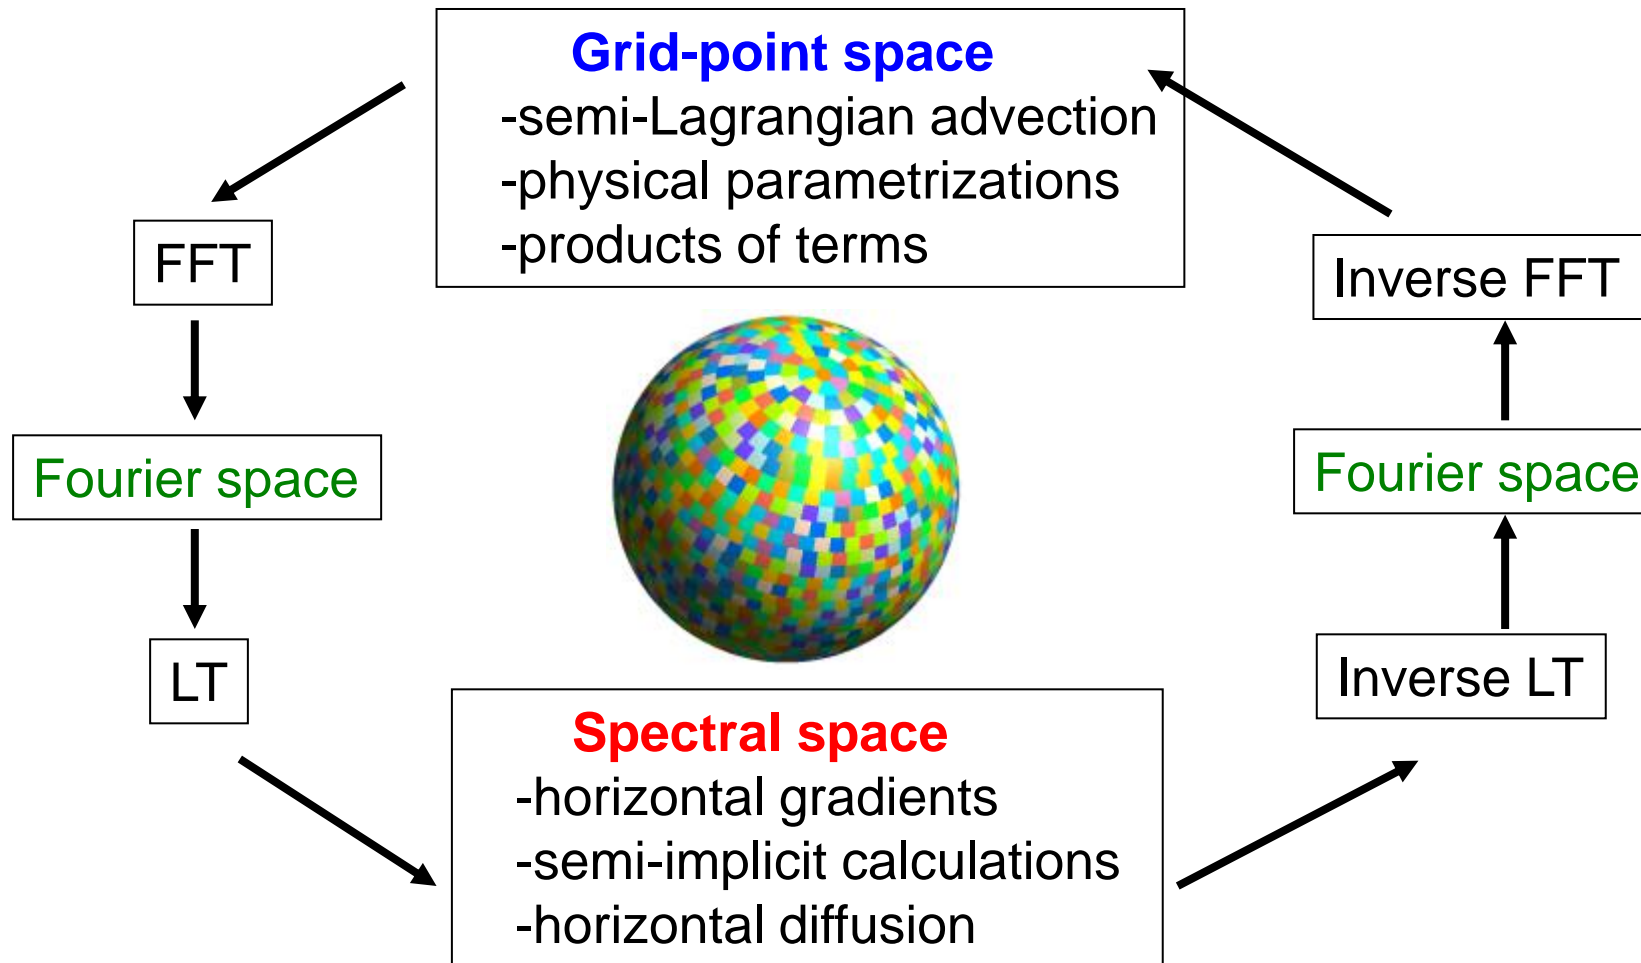 Grid-point space
-semi-Lagrangian advection
-physical parametrizations
-products of terms
FFT
Fourier space
LT
Spectral space
-horizontal gradients
-semi-implicit calculations
-horizontal diffusion
Inverse LT
Fourier space
Inverse FFT